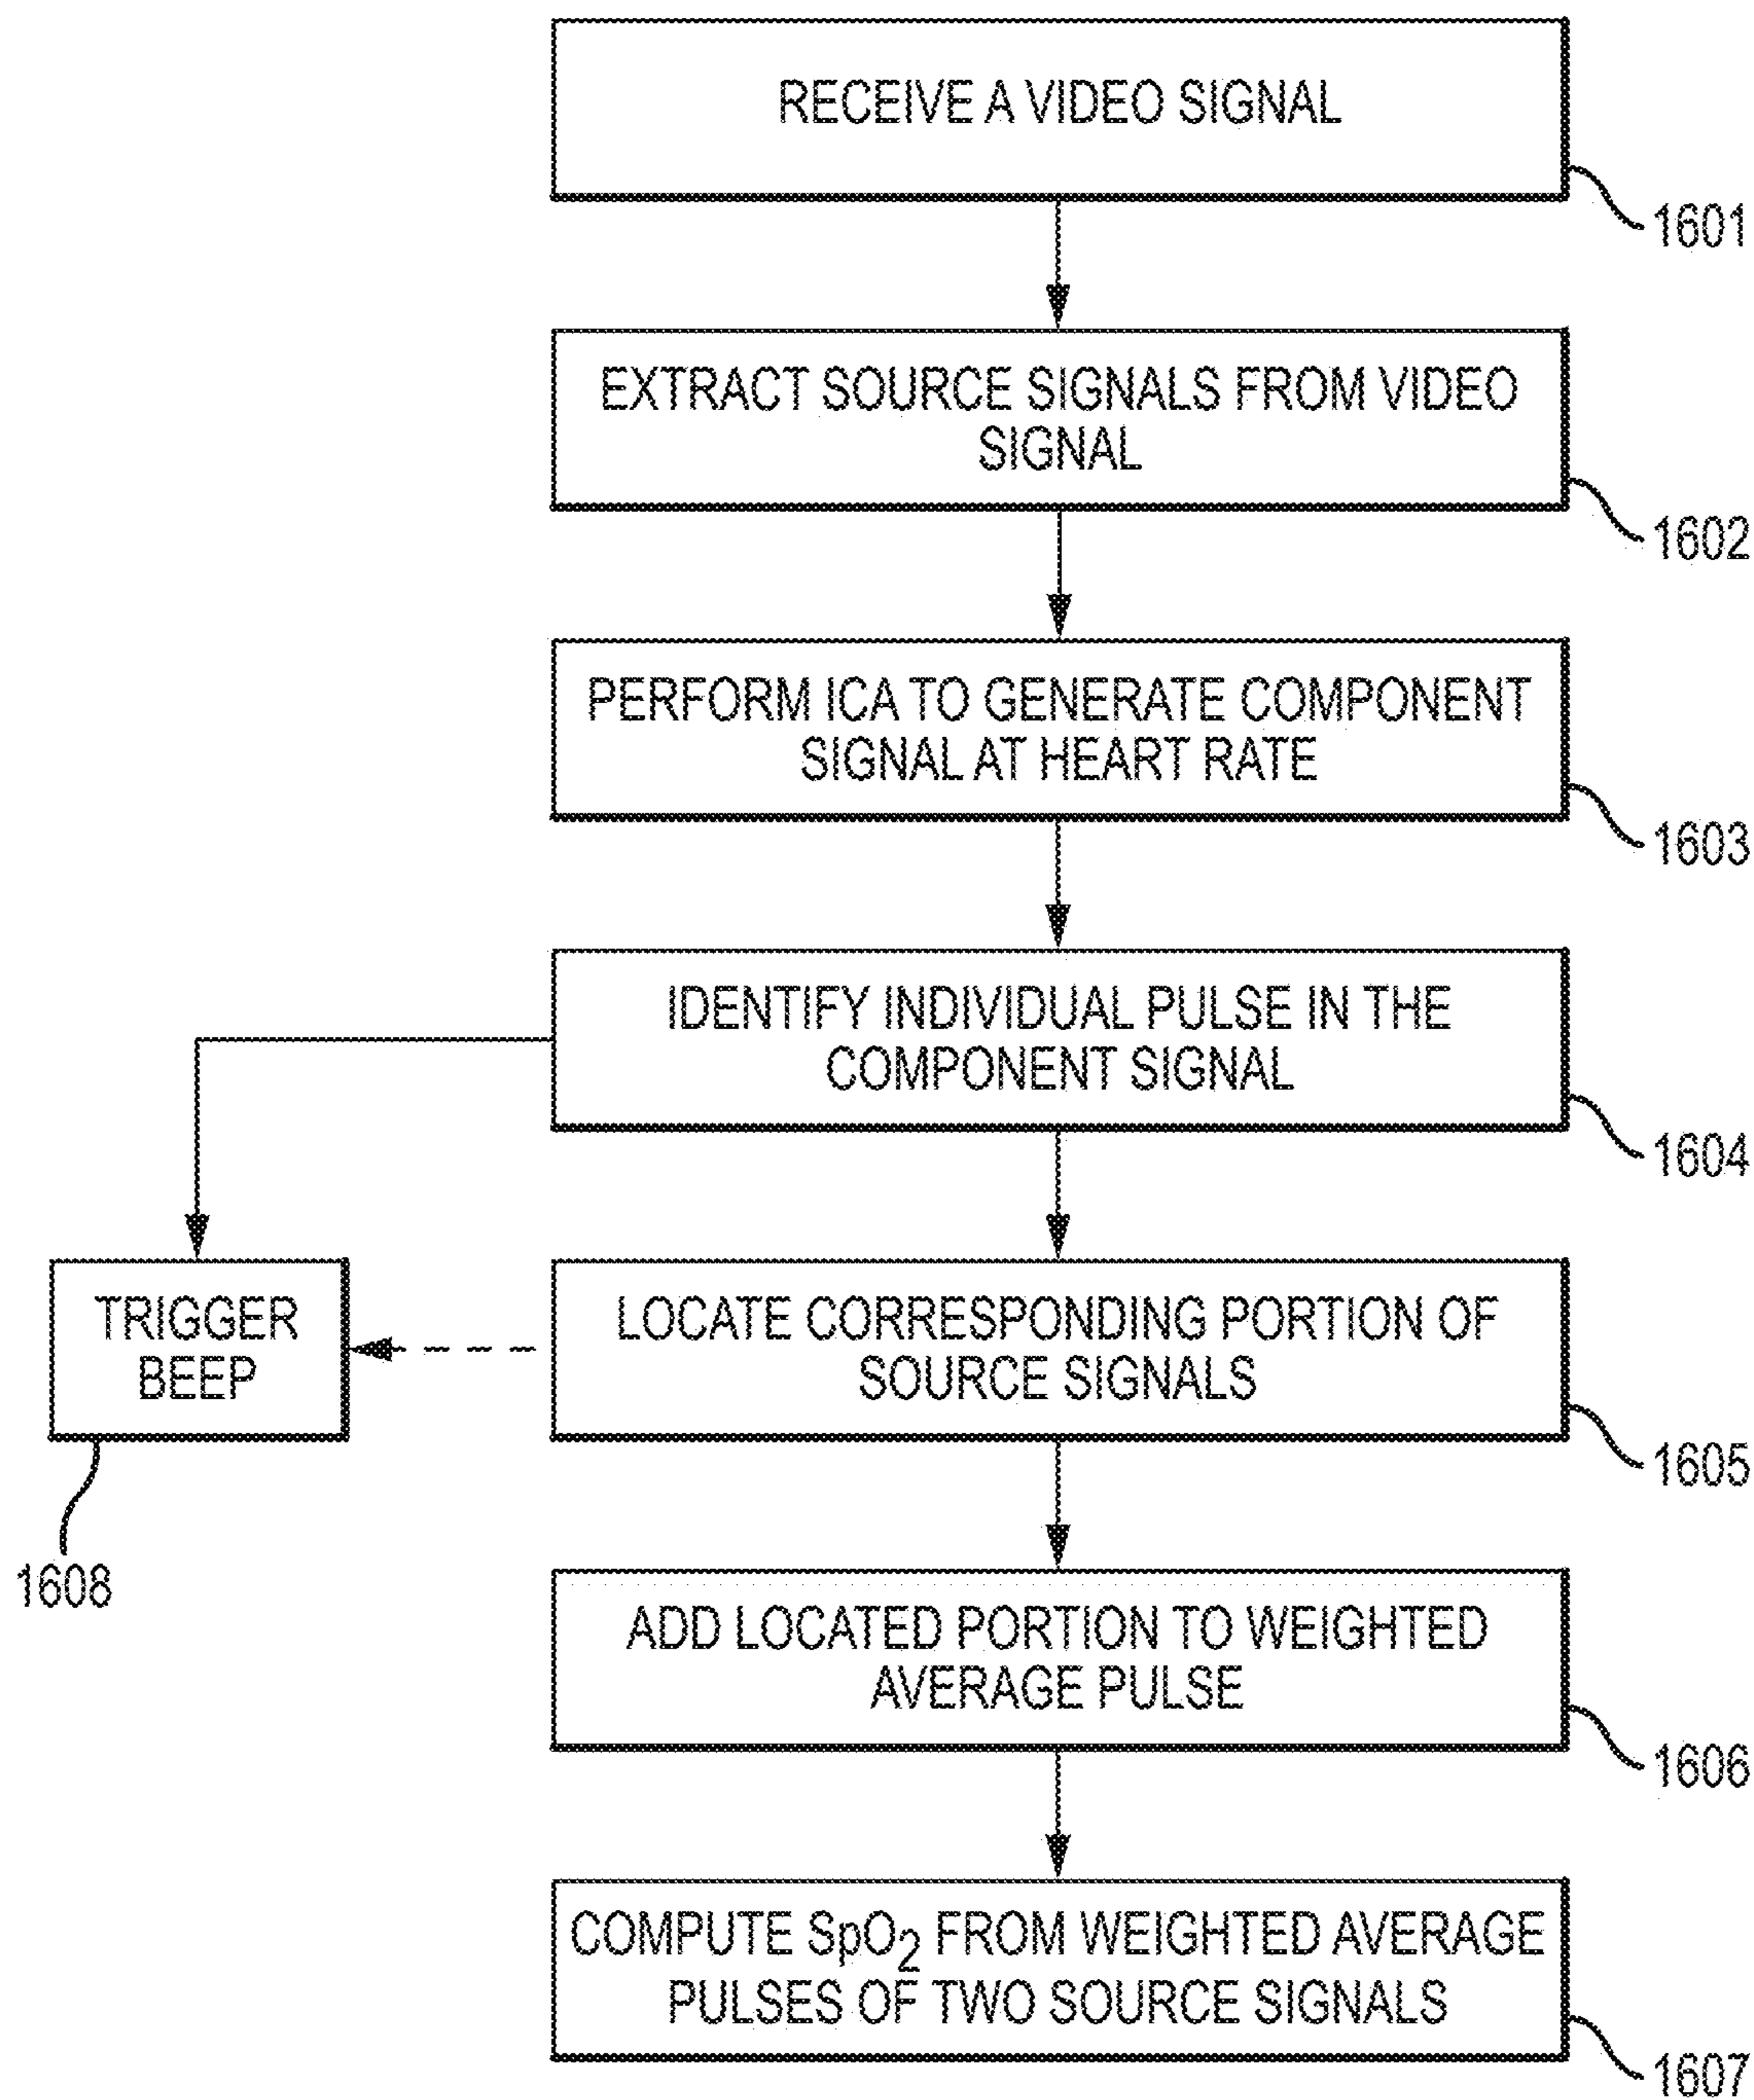 RECEIVE A VIDEO SIGNAL
1601
EXTRACT SOURCE SIGNALS FROM VIDEO
SIGNAL
1602
PERFORM ICA TO GENERATE COMPONENT
SIGNAL AT HEART RATE
1603
IDENTIFY INDIVIDUAL PULSE IN THE
COMPONENT SIGNAL
1604
TRIGGER
BEEP
1608
LOCATE CORRESPONDING PORTION OF
SOURCE SIGNALS
1605
ADD LOCATED PORTION TO WEIGHTED
AVERAGE PULSE
1606
COMPUTE SpO₂ FROM WEIGHTED AVERAGE
PULSES OF TWO SOURCE SIGNALS
1607